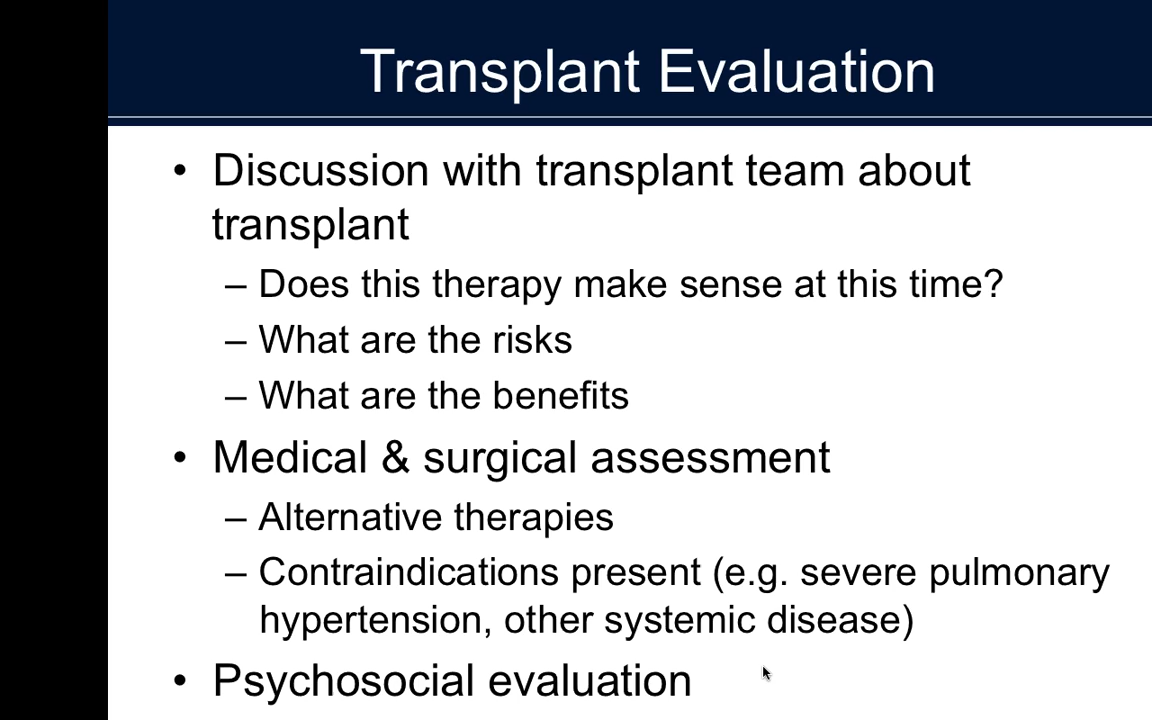 Transplant Evaluation
• Discussion with transplant team about
transplant
– Does this therapy make sense at this time?
– What are the risks
– What are the benefits
• Medical & surgical assessment
– Alternative therapies
– Contraindications present (e.g. severe pulmonary
hypertension, other systemic disease)
• Psychosocial evaluation